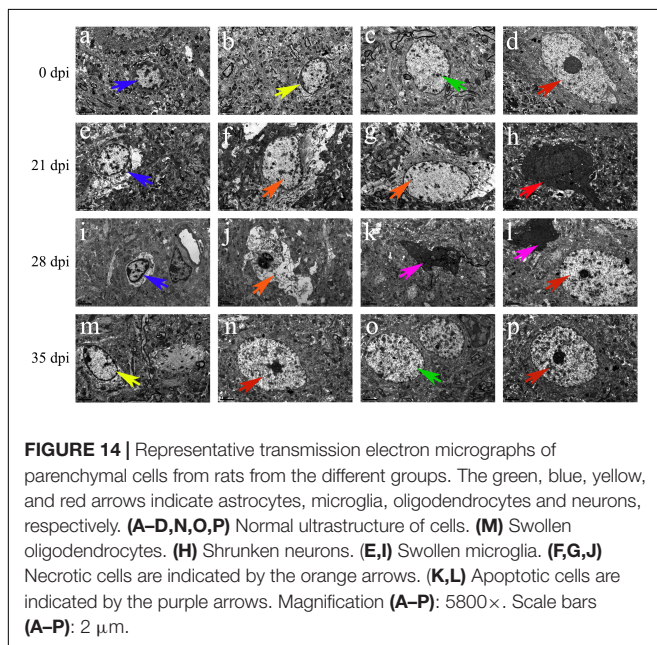 a b c d
0 dpi
e f g h
21 dpi
i j k l
28 dpi
m n o p
35 dpi
FIGURE 14 | Representative transmission electron micrographs of
parenchymal cells from rats from the different groups. The green, blue, yellow,
and red arrows indicate astrocytes, microglia, oligodendrocytes and neurons,
respectively. (A–D,N,O,P) Normal ultrastructure of cells. (M) Swollen
oligodendrocytes. (H) Shrunken neurons. (E,I) Swollen microglia. (F,G,J)
Necrotic cells are indicated by the orange arrows. (K,L) Apoptotic cells are
indicated by the purple arrows. Magnification (A–P): 5800×. Scale bars
(A–P): 2 μm.